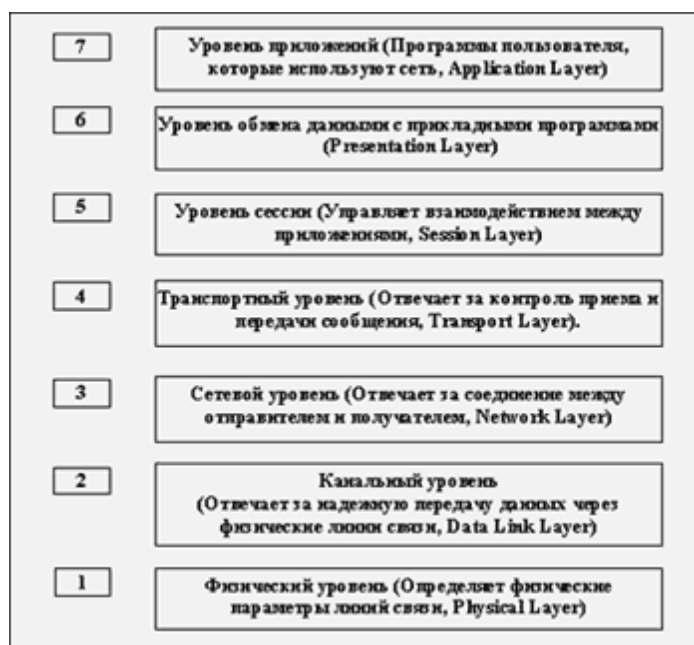 7
Уровень приложений (Программы пользователя,
которые используют сеть, Application Layer)
6
Уровень обмена данными с прикладными программами
(Presentation Layer)
5
Уровень сессии (Управляет взаимодействием между
приложениями, Session Layer)
4
Транспортный уровень (Отвечает за контроль приема и
передачи сообщения, Transport Layer).
3
Сетевой уровень (Отвечает за соединение между
отправителем и получателем, Network Layer)
2
Канальный уровень
(Отвечает за надежную передачу данных через
физические линии связи, Data Link Layer)
1
Физический уровень (Определяет физические
параметры линий связи, Physical Layer)